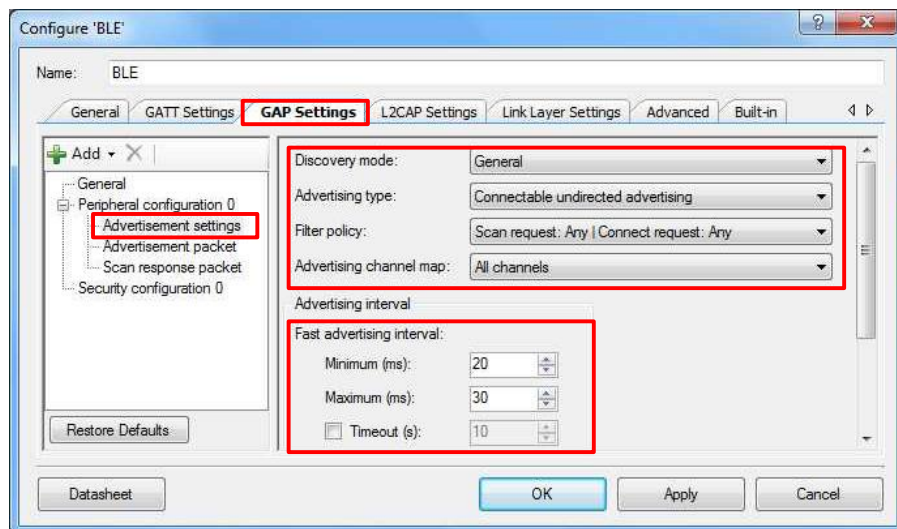 Configure 'BLE'
Name: BLE
General GATT Settings GAP Settings L2CAP Settings Link Layer Settings Advanced Built-in
Add
General
Peripheral configuration 0
Advertisement settings
Advertisement packet
Scan response packet
Security configuration 0
Restore Defaults
Discovery mode: General
Advertising type: Connectable undirected advertising
Filter policy: Scan request: Any | Connect request: Any
Advertising channel map: All channels
Advertising interval
Fast advertising interval:
Minimum (ms): 20
Maximum (ms): 30
Timeout (s): 10
Datasheet OK Apply Cancel